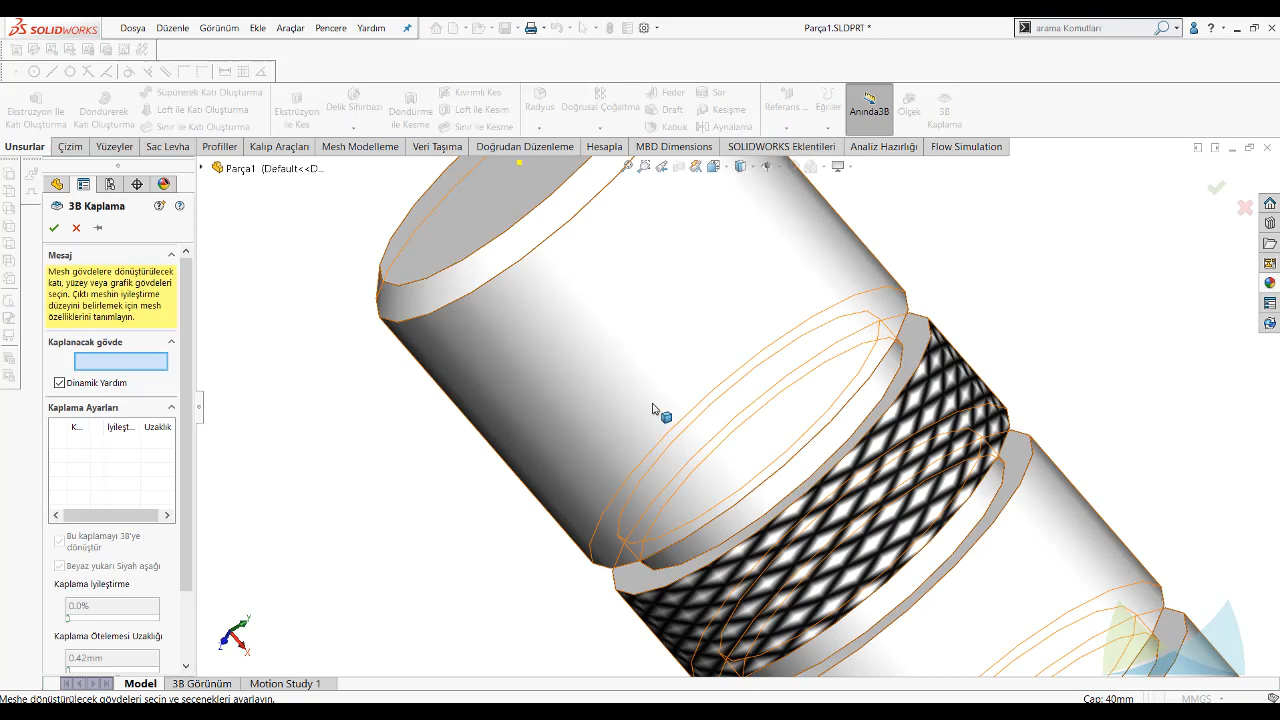 SOLIDWORKS
Dosya Düzenle Görünüm Ekle Araçlar Pencere Yardım
Parça1.SLDPRT *
arama Komutları
Ekstrüzyon İle Katı Oluşturma
Döndürerek Katı Oluşturma
Süpürerek Katı Oluşturma
Loft ile Katı Oluşturma
Sınır ile Katı Oluşturma
Ekstrüzyon ile Kes
Delik Sihirbazı
Döndürme ile Kesme
Kıvrımlı Kes
Loft ile Kesim
Sınır ile Kesme
Radyus
Doğrusal Çoğaltma
Feder
Draft
Kabuk
Sar
Kesişme
Aynalama
Referans ...
Eğriler
Anında3B
Ölçek
3B Kaplama
Unsurlar Çizim Yüzeyler Sac Levha Profiller Kalıp Araçları Mesh Modelleme Veri Taşıma Doğrudan Düzenleme Hesapla MBD Dimensions SOLIDWORKS Eklentileri Analiz Hazırlığı Flow Simulation
Parça1 (Default<<D...
3B Kaplama
Mesaj
Mesh gövdelere dönüştürülecek
katı, yüzey veya grafik gövdeleri
seçin. Çıktı meshin iyileştirme
düzeyini belirlemek için mesh
özelliklerini tanımlayın.
Kaplanacak gövde
Dinamik Yardım
Kaplama Ayarları
K... İyileşt... Uzaklık
Bu kaplamayı 3B'ye
dönüştür
Beyaz yukarı Siyah aşağı
Kaplama İyileştirme
0.0%
Kaplama Ötelemesi Uzaklığı
0.42mm
Y
Z
X
Model 3B Görünüm Motion Study 1
Meshe dönüştürülecek gövdeleri seçin ve seçenekleri ayarlayın.
Çap: 40mm
MMGS